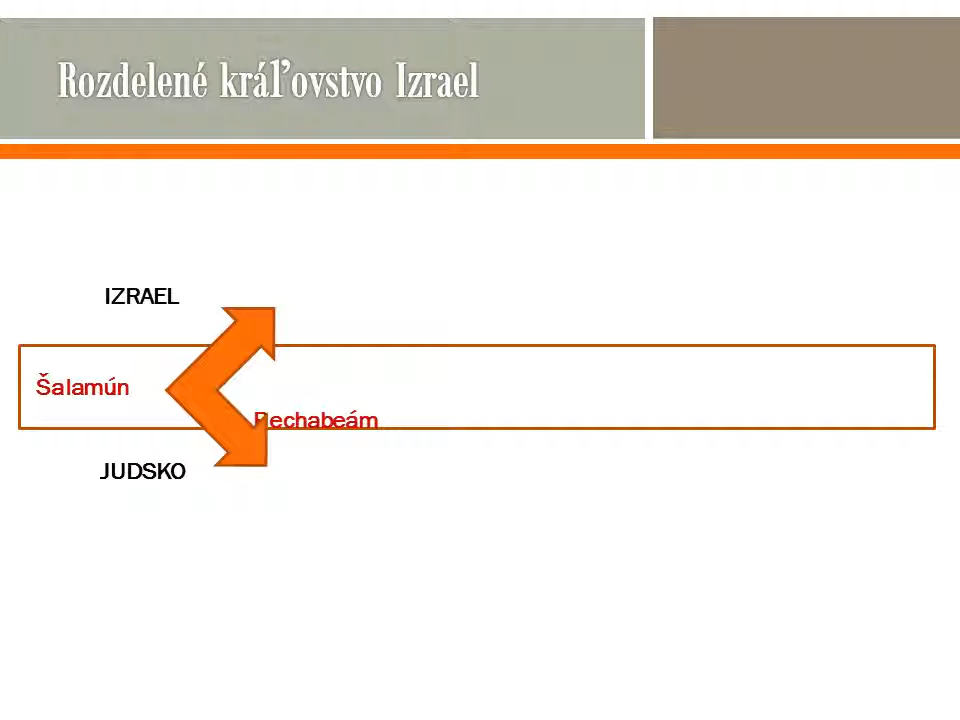 Rozdelené kráľovstvo Izrael
IZRAEL
Šalamún
Rechabeám
JUDSKO